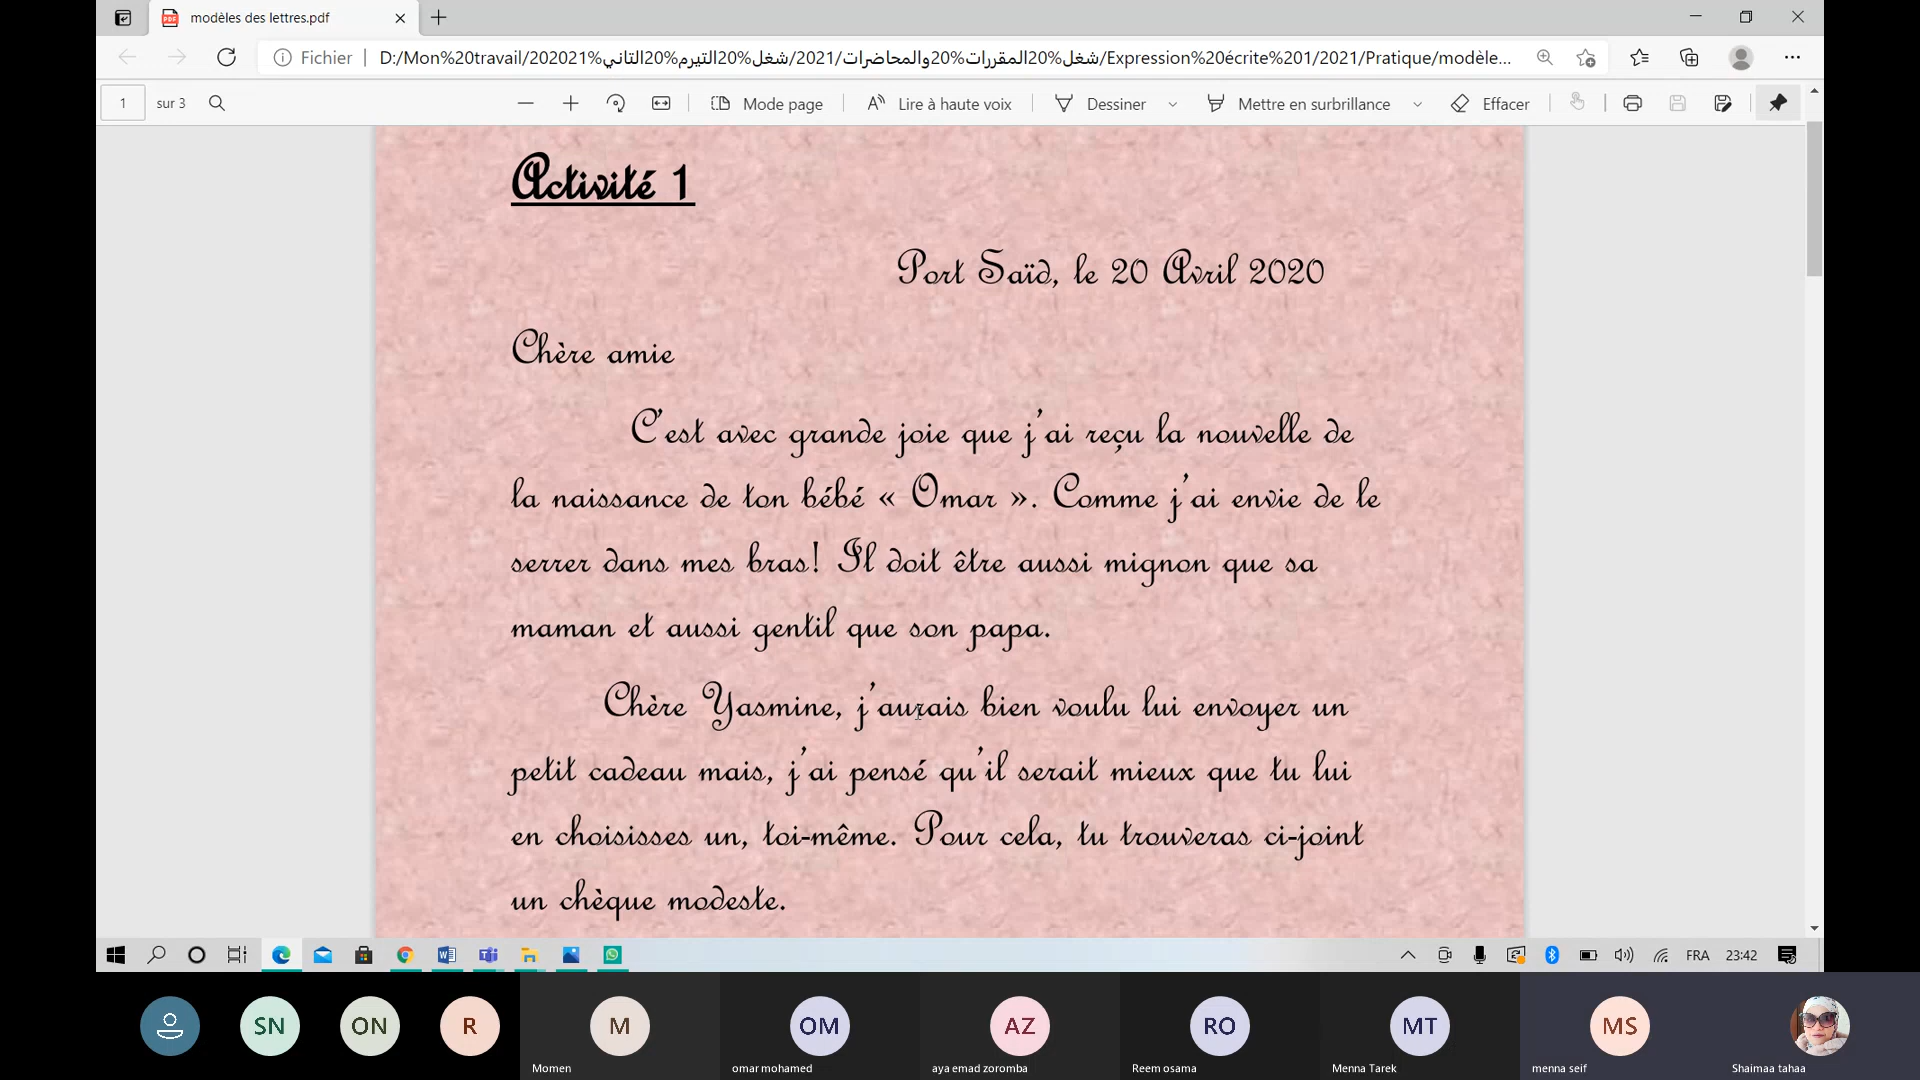 modèles des lettres.pdf
Fichier
D:/Mon%20travail/202021%شغل%20التيرم%20التاني/2021/شغل%20المقررات%20والمحاضرات/Expression%20écrite%201/2021/Pratique/modèle...
1 sur 3
Mode page
Lire à haute voix
Dessiner
Mettre en surbrillance
Effacer
Activité 1
Port Saïd, le 20 Avril 2020
Chère amie
C'est avec grande joie que j'ai reçu la nouvelle de
la naissance de ton bébé « Omar ». Comme j'ai envie de le
serrer dans mes bras! Il doit être aussi mignon que sa
maman et aussi gentil que son papa.
Chère Yasmine, j'aurais bien voulu lui envoyer un
petit cadeau mais, j'ai pensé qu'il serait mieux que tu lui
en choisisses un, toi-même. Pour cela, tu trouveras ci-joint
un chèque modeste.
FRA
23:42
SN
ON
R
M
OM
AZ
RO
MT
MS
Momen
omar mohamed
aya emad zoromba
Reem osama
Menna Tarek
menna seif
Shaimaa tahaa